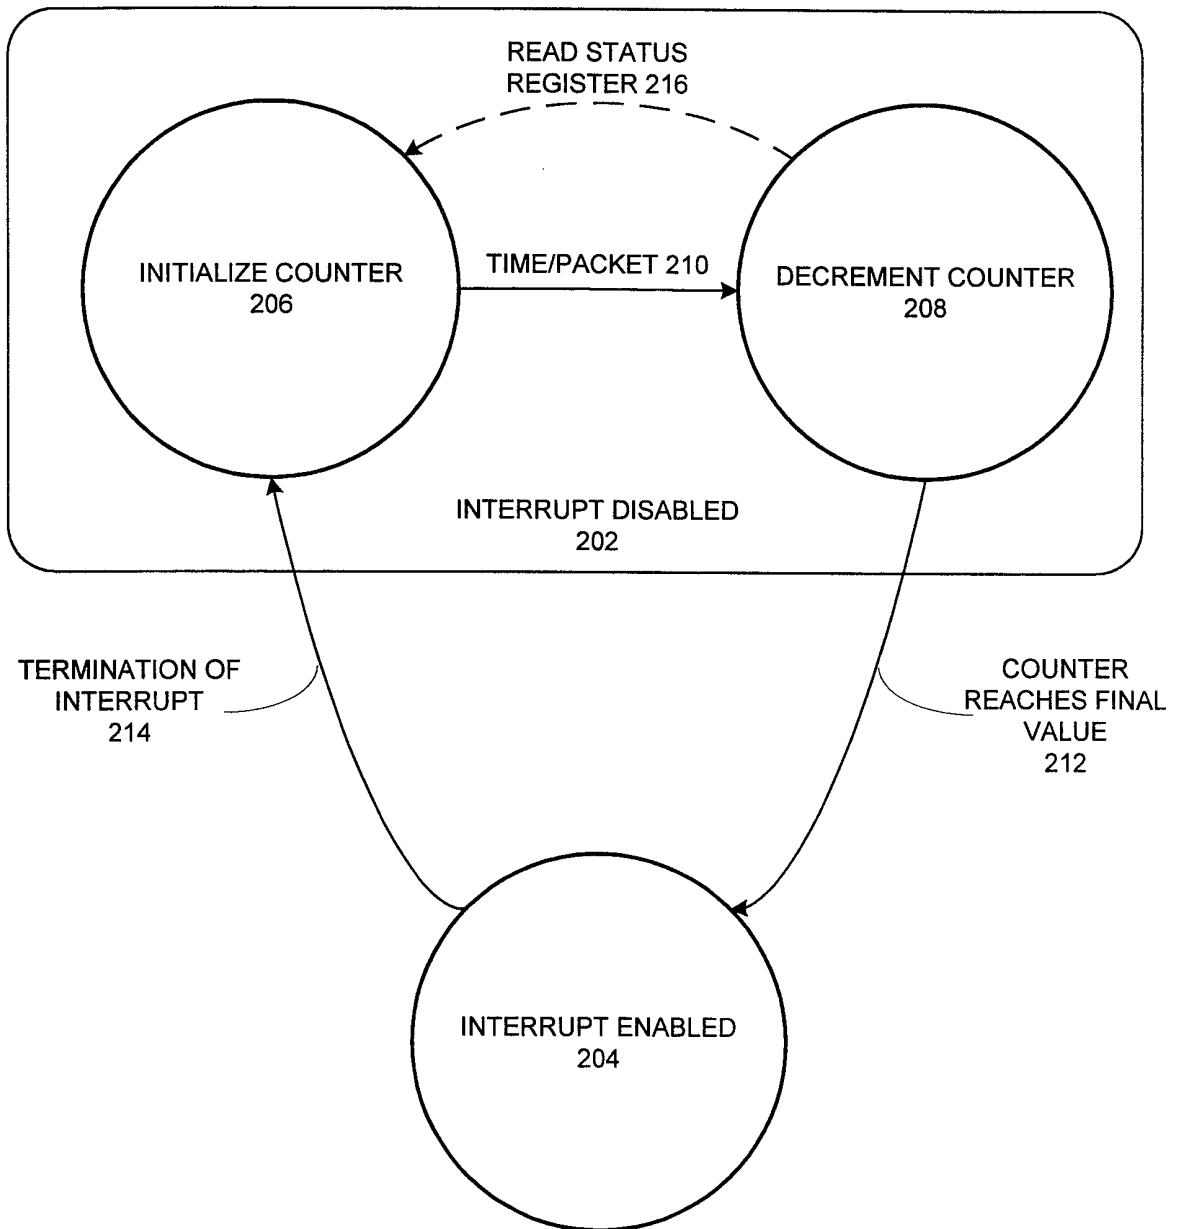 READ STATUS
REGISTER 216
INITIALIZE COUNTER
206
TIME/PACKET 210
DECREMENT COUNTER
208
INTERRUPT DISABLED
202
TERMINATION OF
INTERRUPT
214
COUNTER
REACHES FINAL
VALUE
212
INTERRUPT ENABLED
204